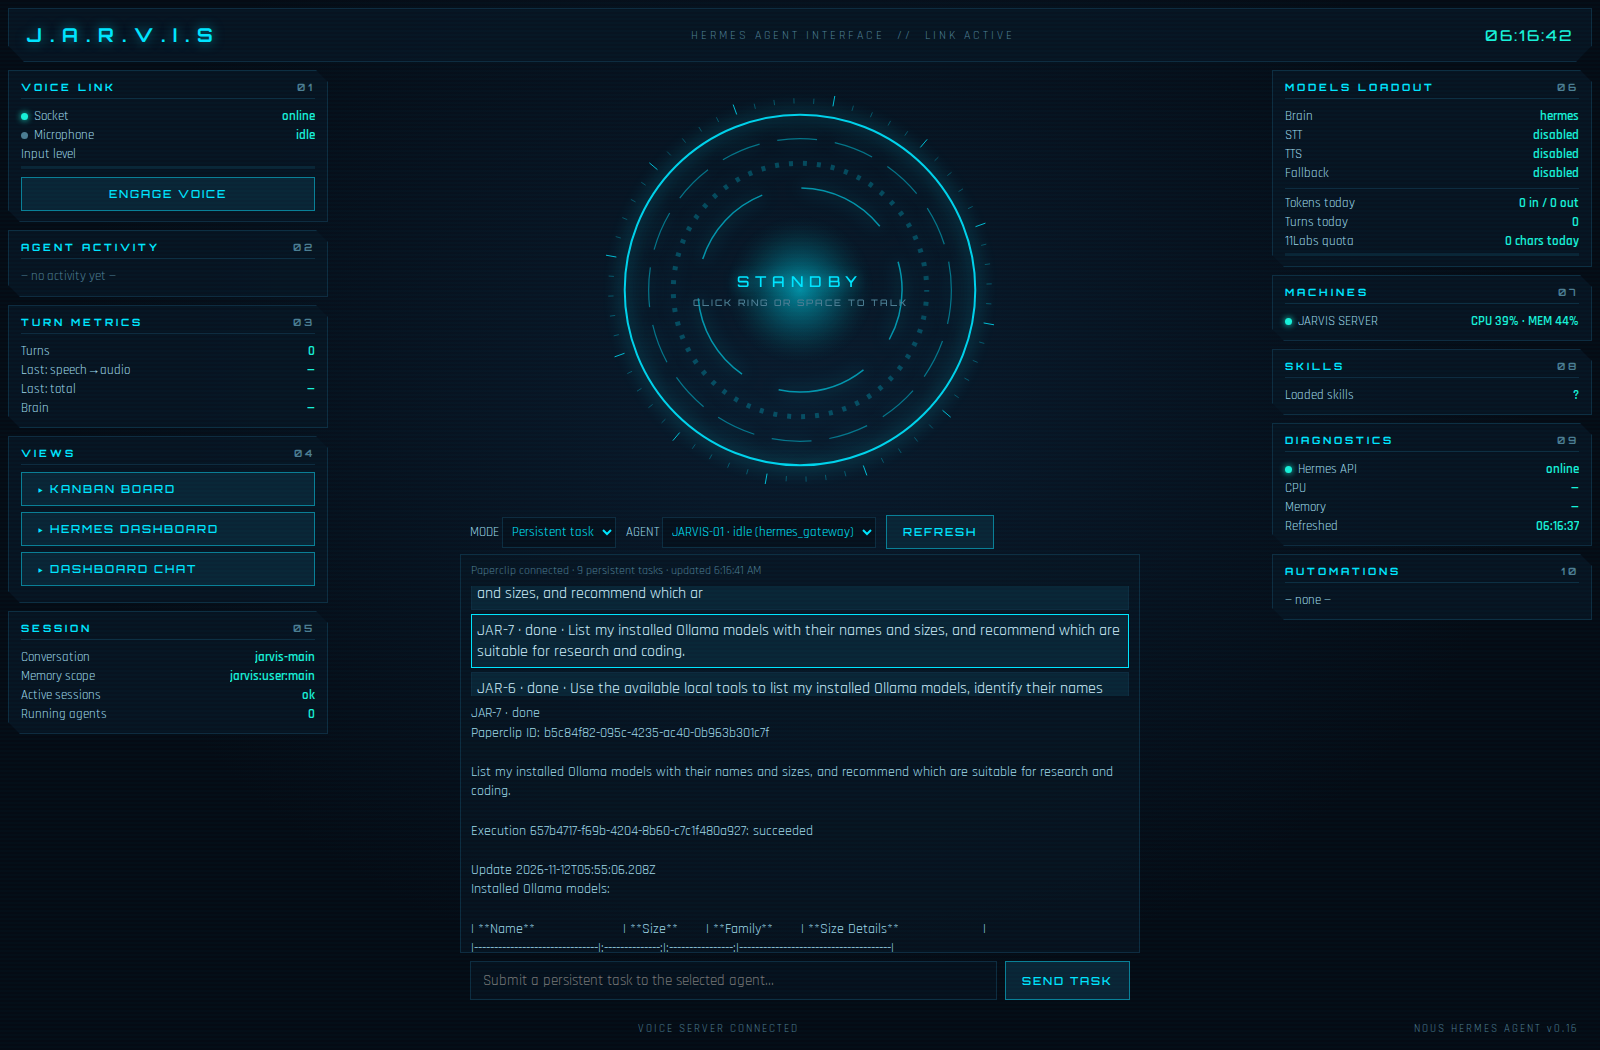 J.A.R.V.I.S
HERMES AGENT INTERFACE // LINK ACTIVE
06:16:42
VOICE LINK 01
Socket online
Microphone idle
Input level
ENGAGE VOICE
AGENT ACTIVITY 02
— no activity yet —
TURN METRICS 03
Turns 0
Last: speech→audio —
Last: total —
Brain —
VIEWS 04
▸ KANBAN BOARD
▸ HERMES DASHBOARD
▸ DASHBOARD CHAT
SESSION 05
Conversation jarvis-main
Memory scope jarvis:user:main
Active sessions ok
Running agents 0
STANDBY
CLICK RING OR SPACE TO TALK
MODE Persistent task AGENT JARVIS-01 · idle (hermes_gateway) REFRESH
Paperclip connected · 9 persistent tasks · updated 6:16:41 AM
and sizes, and recommend which ar
JAR-7 · done · List my installed Ollama models with their names and sizes, and recommend which are
suitable for research and coding.
JAR-6 · done · Use the available local tools to list my installed Ollama models, identify their names
JAR-7 · done
Paperclip ID: b5c84f82-095c-4235-ac40-0b963b301c7f
List my installed Ollama models with their names and sizes, and recommend which are suitable for research and
coding.
Execution 657b4717-f69b-4204-8b60-c7c1f480a927: succeeded
Update 2026-11-12T05:55:06.208Z
Installed Ollama models:
| **Name** | **Size** | **Family** | **Size Details** |
|-------------------------------|:--------------:|:----------------:|--------------------------------------|
Submit a persistent task to the selected agent...
SEND TASK
VOICE SERVER CONNECTED
MODELS LOADOUT 06
Brain hermes
STT disabled
TTS disabled
Fallback disabled
Tokens today 0 in / 0 out
Turns today 0
11Labs quota 0 chars today
MACHINES 07
JARVIS SERVER CPU 39% · MEM 44%
SKILLS 08
Loaded skills ?
DIAGNOSTICS 09
Hermes API online
CPU —
Memory —
Refreshed 06:16:37
AUTOMATIONS 10
— none —
NOUS HERMES AGENT v0.16